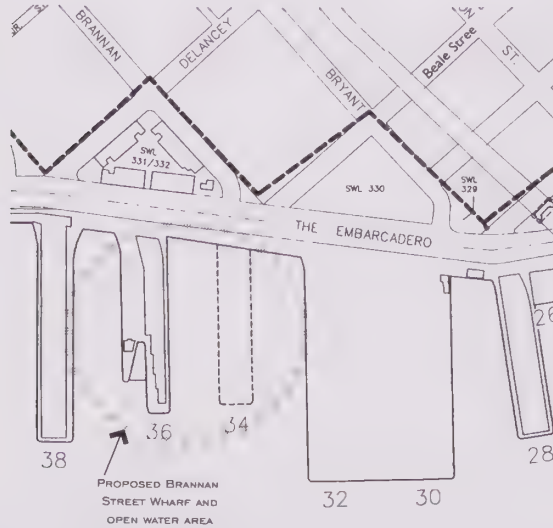 BRANNAN
DELANCEY
BRYANT
Beale Stree
ST.
SWL
331/332
SWL 330
SWL
329
THE EMBARCADERO
38
36
34
32
30
28
26
PROPOSED BRANNAN
STREET WHARF AND
OPEN WATER AREA